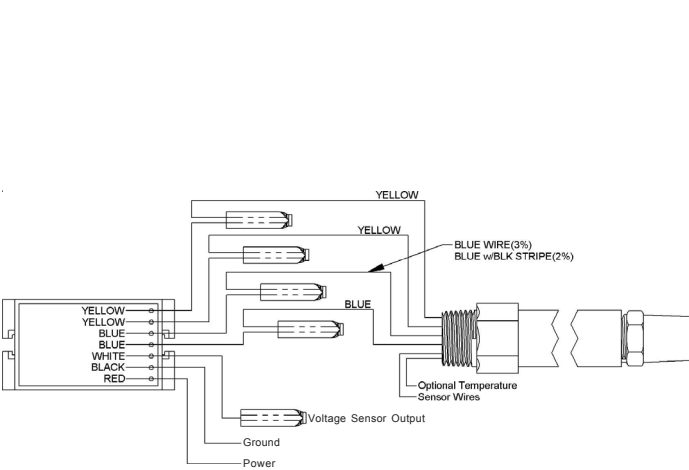 YELLOW
YELLOW
BLUE WIRE(3%)
BLUE w/BLK STRIPE(2%)
BLUE
YELLOW
YELLOW
BLUE
BLUE
WHITE
BLACK
RED
Optional Temperature
Sensor Wires
Voltage Sensor Output
Ground
Power